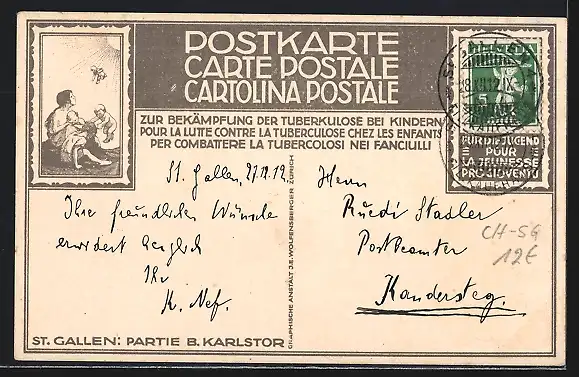 POSTKARTE
CARTE POSTALE
CARTOLINA POSTALE
ZUR BEKÄMPFUNG DER TUBERKULOSE BEI KINDERN
POUR LA LUTTE CONTRE LA TUBERCULOSE CHEZ LES ENFANTS
PER COMBATTERE LA TUBERCOLOSI NEI FANCIULLI
FÜR DIE JUGEND
POUR
LA JEUNESSE
PRO JOVENTÙ
St. Gallen, 27.12.12.
Ihre freundlichen Wünsche
erwidert herzlich
Ihr
K. Nef.
GRAPHISCHE ANSTALT J.E. WOLFENSBERGER ZÜRICH
Herrn
Ruedi Stadler
Postbeamter
Kandersteg.
CH-SG
12€
ST. GALLEN: PARTIE B. KARLSTOR